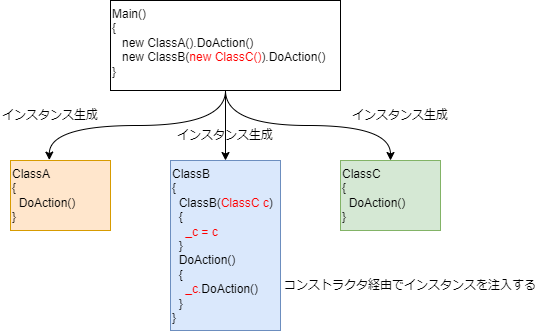 Main()
{
new ClassA().DoAction()
new ClassB(new ClassC()).DoAction()
}
インスタンス生成
インスタンス生成
インスタンス生成
ClassA
{
DoAction()
}
ClassB
{
ClassB(ClassC c)
{
_c = c
}
DoAction()
{
_c.DoAction()
}
}
ClassC
{
DoAction()
}
コンストラクタ経由でインスタンスを注入する